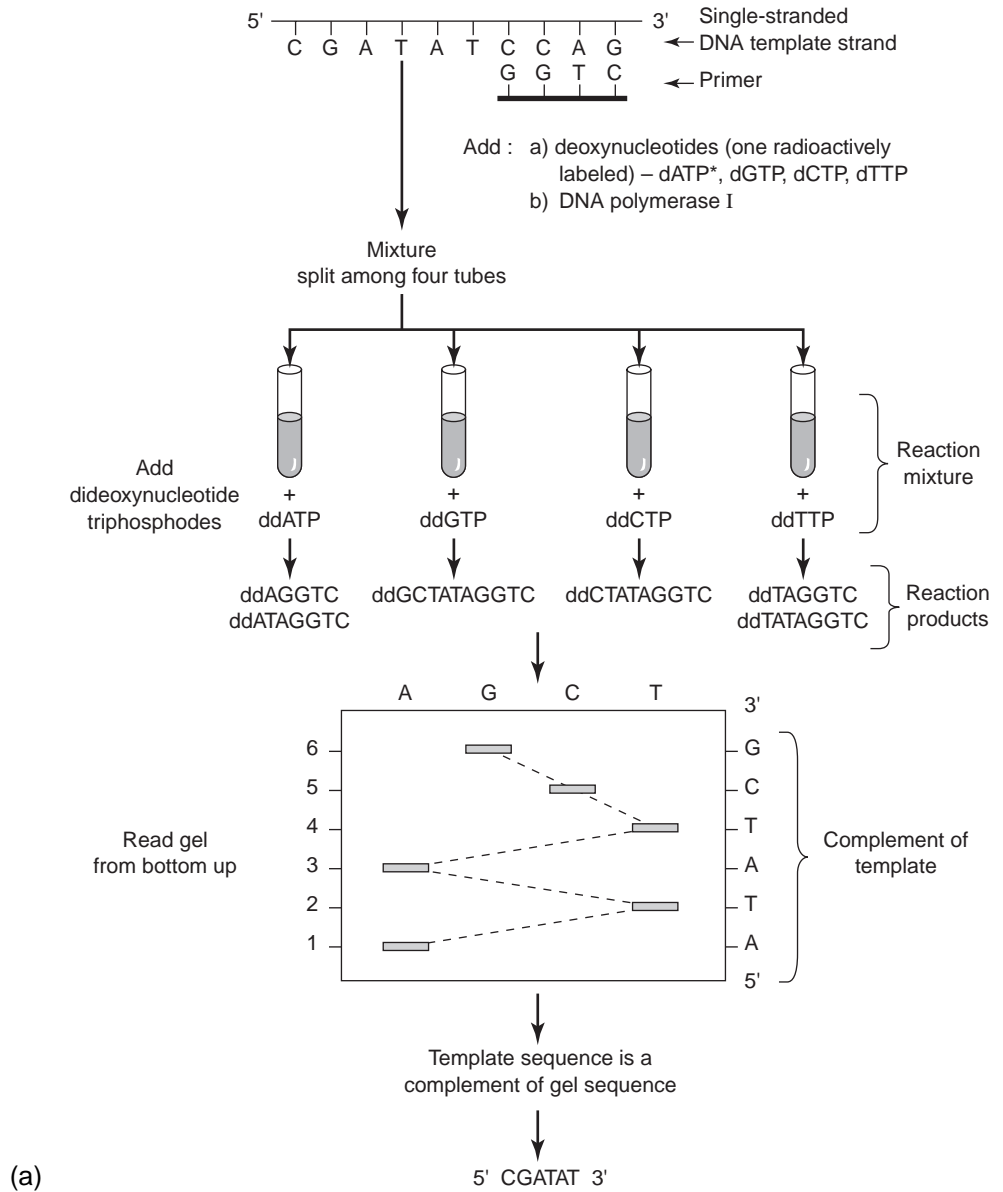 5' 3' Single-stranded
C G A T A T C C A G DNA template strand
G G T C Primer
Add : a) deoxynucleotides (one radioactively
labeled) – dATP*, dGTP, dCTP, dTTP
b) DNA polymerase I
Mixture
split among four tubes
Add
dideoxynucleotide
triphosphodes
+ + + +
ddATP ddGTP ddCTP ddTTP
Reaction
mixture
ddAGGTC ddGCTATAGGTC ddCTATAGGTC ddTAGGTC
ddATAGGTC ddTATAGGTC
Reaction
products
A G C T
3'
6 G
5 C
4 T
3 A
2 T
1 A
5'
Read gel
from bottom up
Complement of
template
Template sequence is a
complement of gel sequence
(a) 5' CGATAT 3'